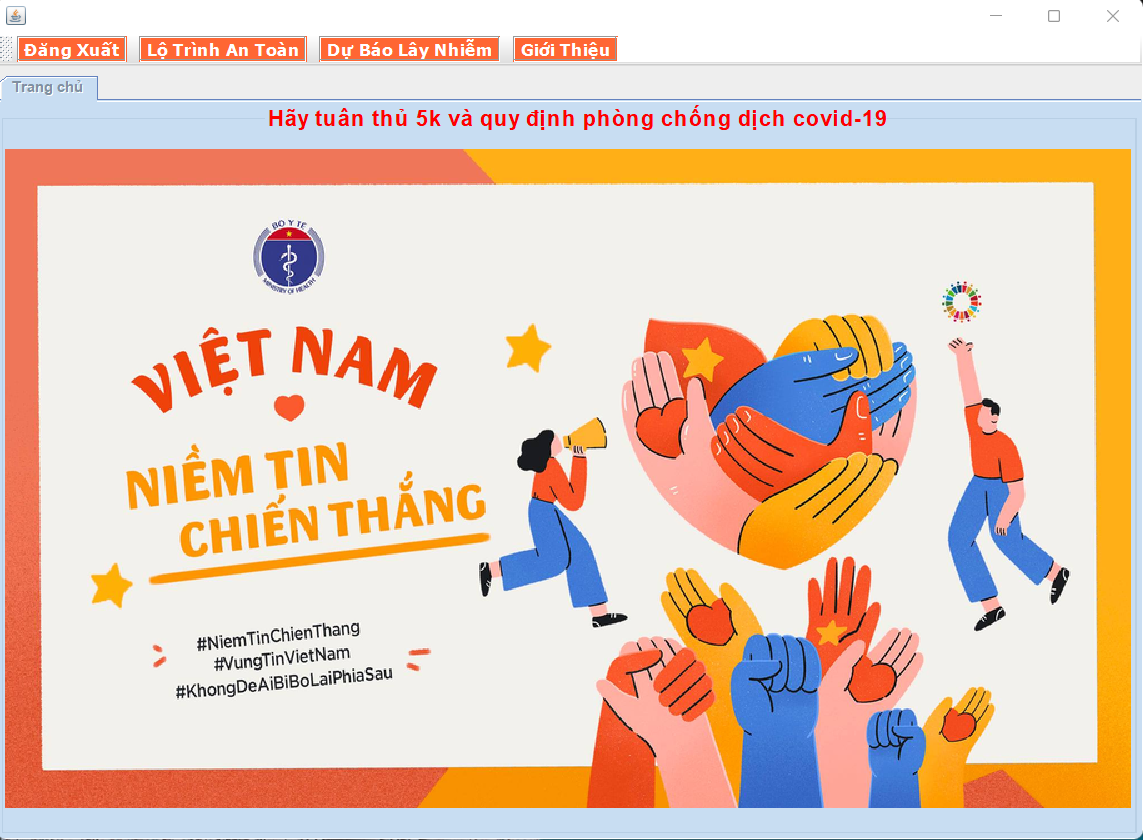 Đăng Xuất
Lộ Trình An Toàn
Dự Báo Lây Nhiễm
Giới Thiệu
Trang chủ
Hãy tuân thủ 5k và quy định phòng chống dịch covid-19
BỘ Y TẾ
MINISTRY OF HEALTH
VIỆT NAM
NIỀM TIN
CHIẾN THẮNG
#NiemTinChienThang
#VungTinVietNam
#KhongDeAiBiBoLaiPhiaSau